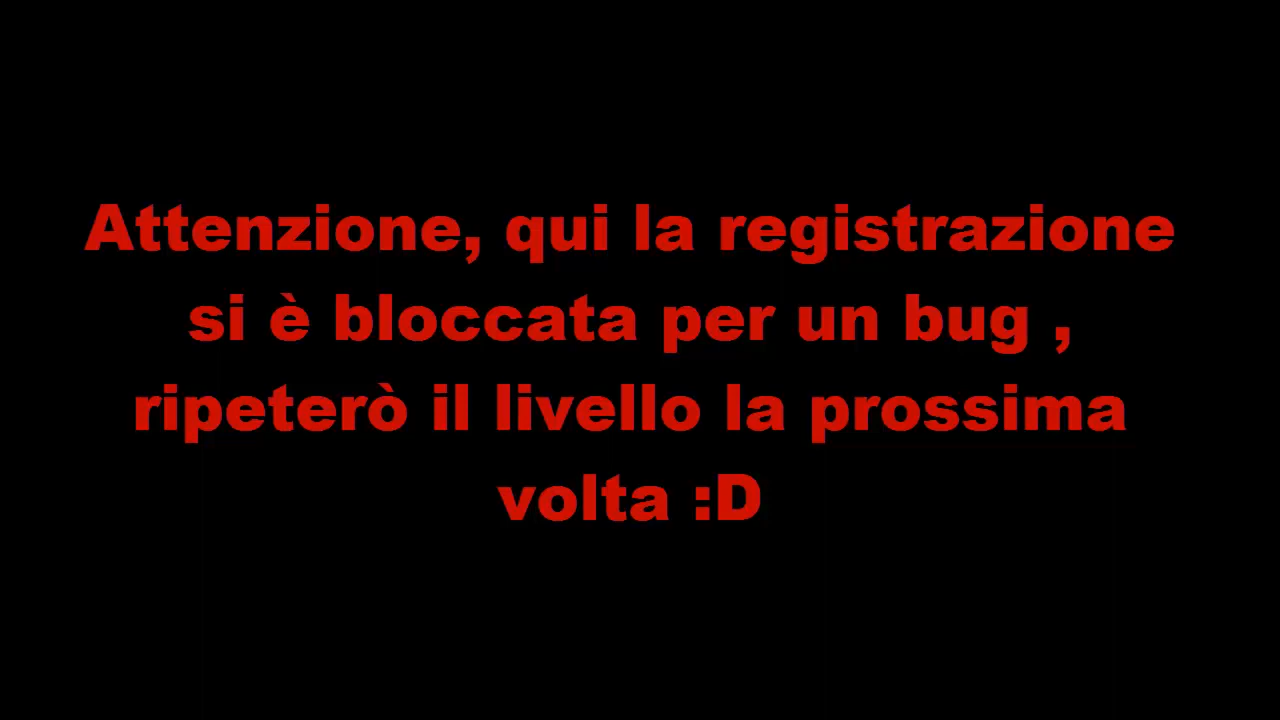 Attenzione, qui la registrazione
si è bloccata per un bug ,
ripeterò il livello la prossima
volta :D